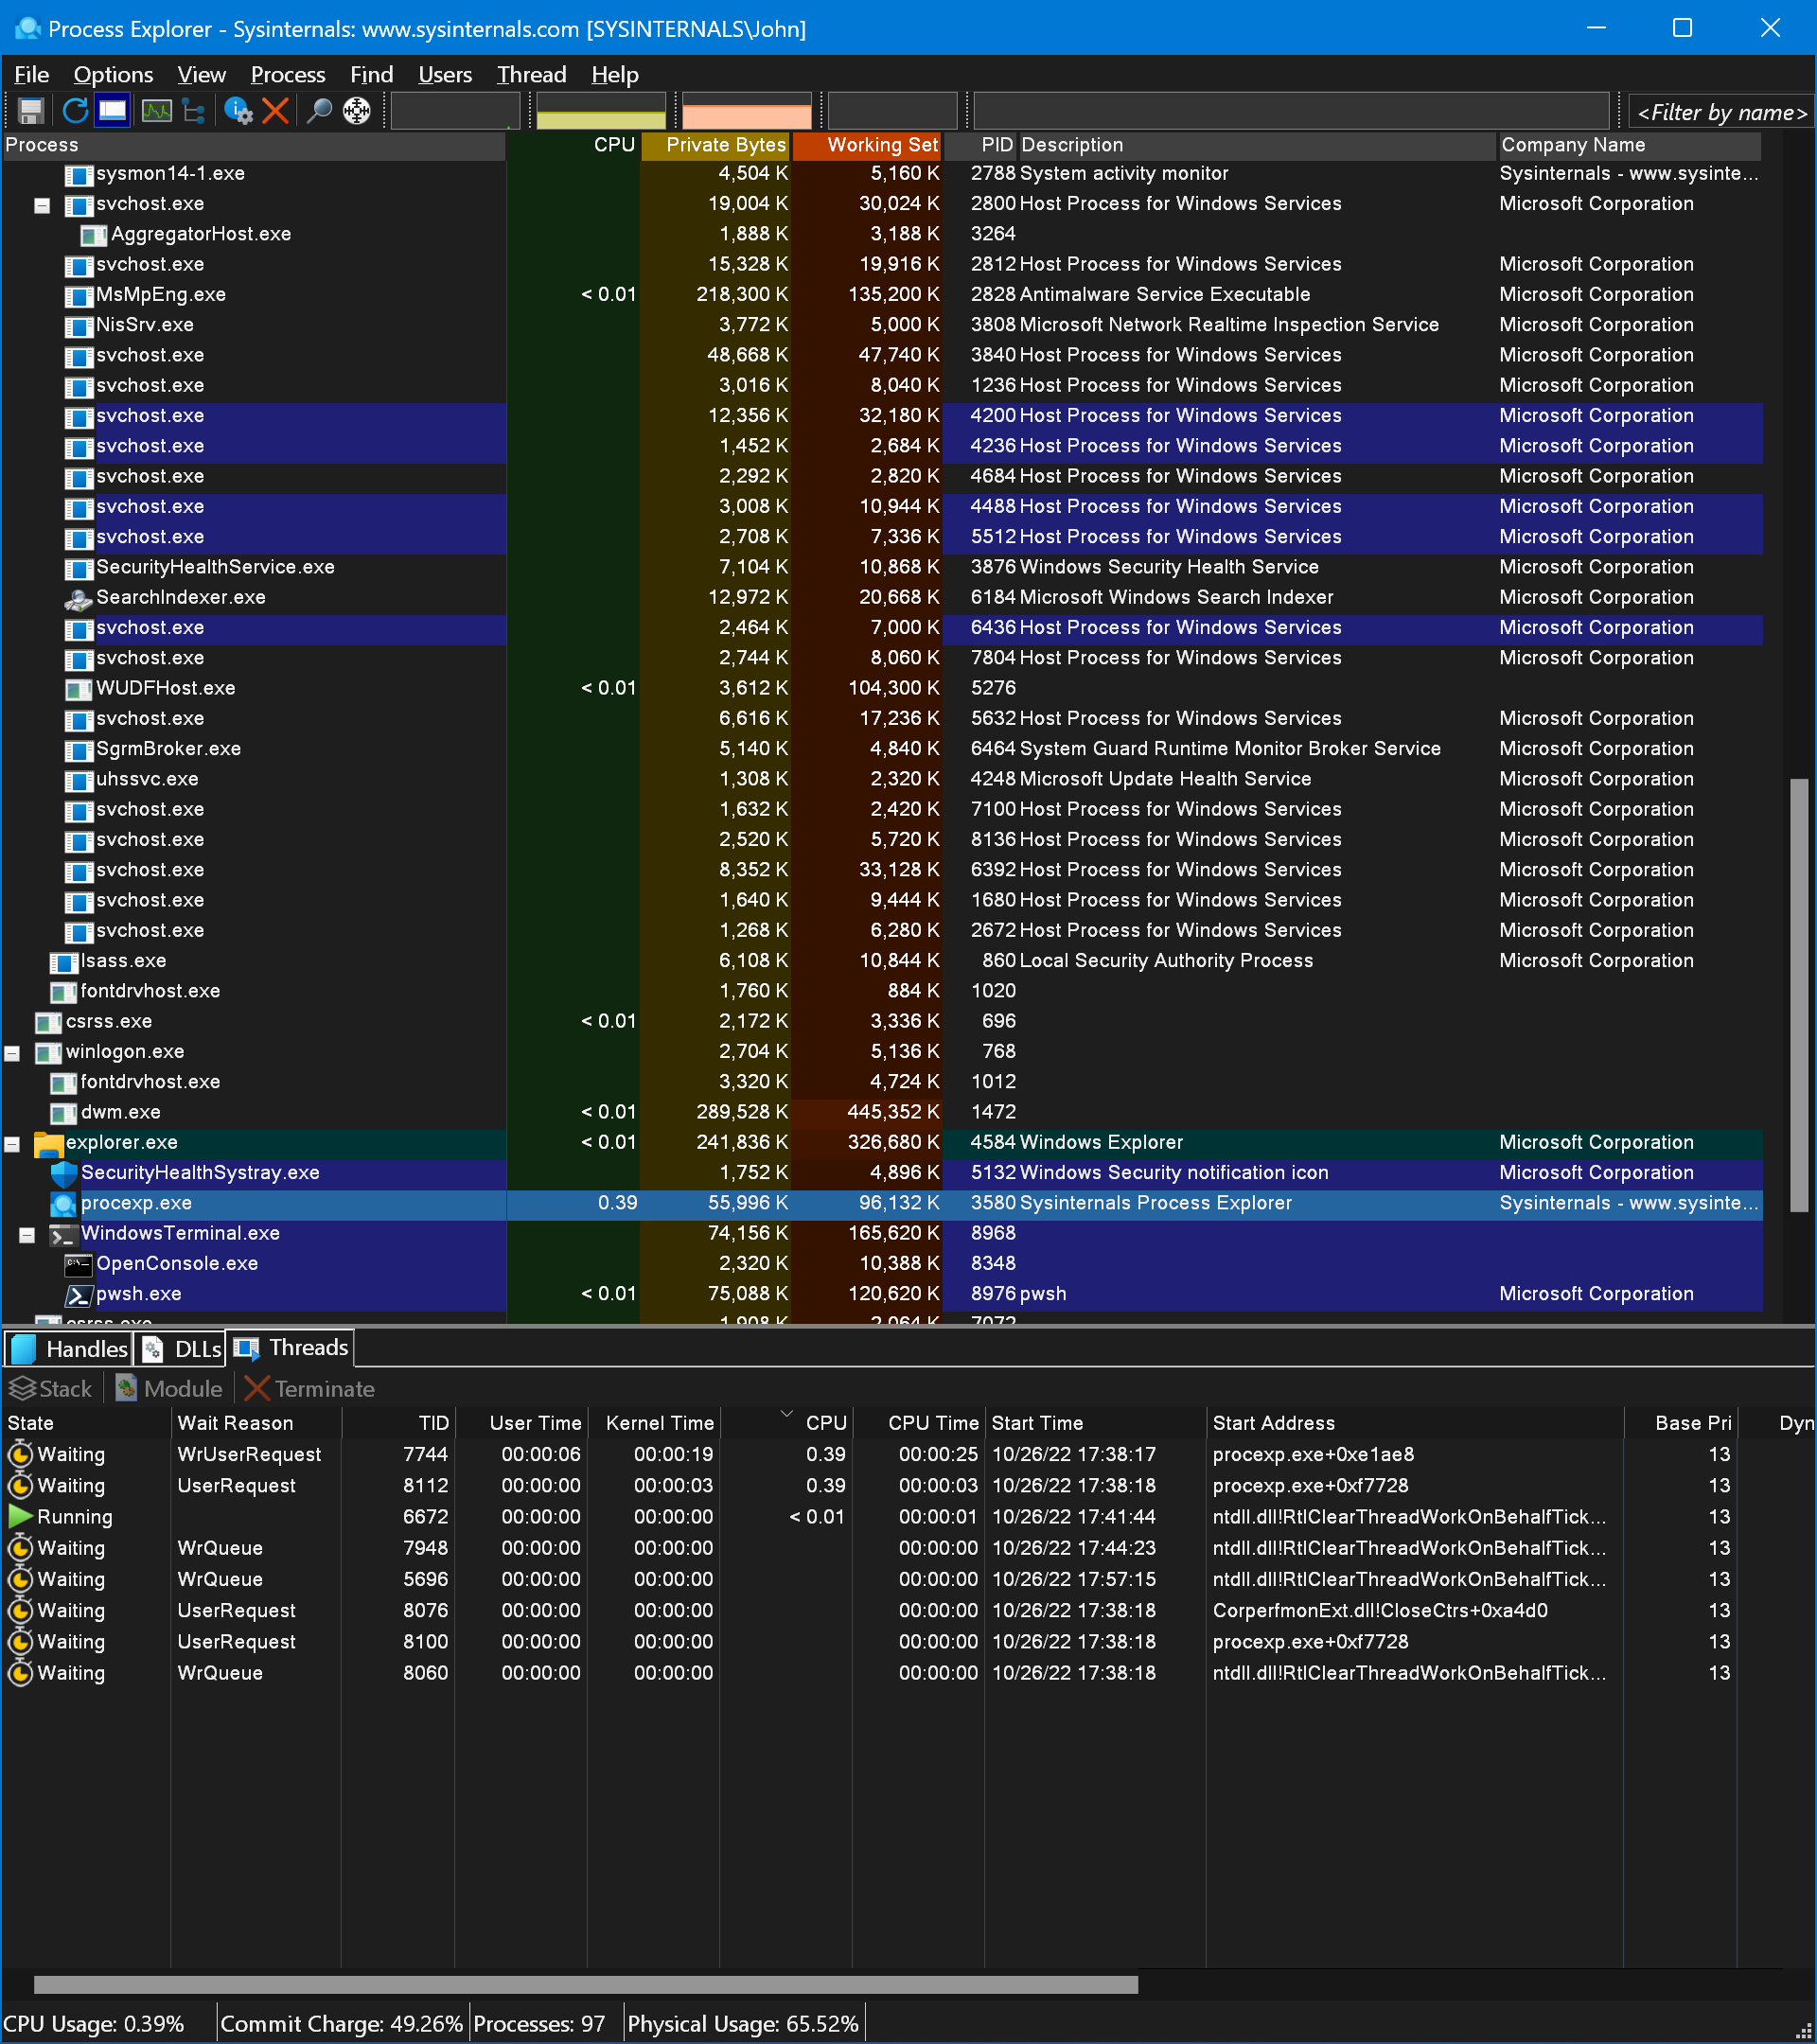 Process Explorer - Sysinternals: www.sysinternals.com [SYSINTERNALS\John]
File Options View Process Find Users Thread Help
<Filter by name>
Process CPU Private Bytes Working Set PID Description Company Name
sysmon14-1.exe 4,504 K 5,160 K 2788 System activity monitor Sysinternals - www.sysinte...
svchost.exe 19,004 K 30,024 K 2800 Host Process for Windows Services Microsoft Corporation
AggregatorHost.exe 1,888 K 3,188 K 3264
svchost.exe 15,328 K 19,916 K 2812 Host Process for Windows Services Microsoft Corporation
MsMpEng.exe < 0.01 218,300 K 135,200 K 2828 Antimalware Service Executable Microsoft Corporation
NisSrv.exe 3,772 K 5,000 K 3808 Microsoft Network Realtime Inspection Service Microsoft Corporation
svchost.exe 48,668 K 47,740 K 3840 Host Process for Windows Services Microsoft Corporation
svchost.exe 3,016 K 8,040 K 1236 Host Process for Windows Services Microsoft Corporation
svchost.exe 12,356 K 32,180 K 4200 Host Process for Windows Services Microsoft Corporation
svchost.exe 1,452 K 2,684 K 4236 Host Process for Windows Services Microsoft Corporation
svchost.exe 2,292 K 2,820 K 4684 Host Process for Windows Services Microsoft Corporation
svchost.exe 3,008 K 10,944 K 4488 Host Process for Windows Services Microsoft Corporation
svchost.exe 2,708 K 7,336 K 5512 Host Process for Windows Services Microsoft Corporation
SecurityHealthService.exe 7,104 K 10,868 K 3876 Windows Security Health Service Microsoft Corporation
SearchIndexer.exe 12,972 K 20,668 K 6184 Microsoft Windows Search Indexer Microsoft Corporation
svchost.exe 2,464 K 7,000 K 6436 Host Process for Windows Services Microsoft Corporation
svchost.exe 2,744 K 8,060 K 7804 Host Process for Windows Services Microsoft Corporation
WUDFHost.exe < 0.01 3,612 K 104,300 K 5276
svchost.exe 6,616 K 17,236 K 5632 Host Process for Windows Services Microsoft Corporation
SgrmBroker.exe 5,140 K 4,840 K 6464 System Guard Runtime Monitor Broker Service Microsoft Corporation
uhssvc.exe 1,308 K 2,320 K 4248 Microsoft Update Health Service Microsoft Corporation
svchost.exe 1,632 K 2,420 K 7100 Host Process for Windows Services Microsoft Corporation
svchost.exe 2,520 K 5,720 K 8136 Host Process for Windows Services Microsoft Corporation
svchost.exe 8,352 K 33,128 K 6392 Host Process for Windows Services Microsoft Corporation
svchost.exe 1,640 K 9,444 K 1680 Host Process for Windows Services Microsoft Corporation
svchost.exe 1,268 K 6,280 K 2672 Host Process for Windows Services Microsoft Corporation
lsass.exe 6,108 K 10,844 K 860 Local Security Authority Process Microsoft Corporation
fontdrvhost.exe 1,760 K 884 K 1020
csrss.exe < 0.01 2,172 K 3,336 K 696
winlogon.exe 2,704 K 5,136 K 768
fontdrvhost.exe 3,320 K 4,724 K 1012
dwm.exe < 0.01 289,528 K 445,352 K 1472
explorer.exe < 0.01 241,836 K 326,680 K 4584 Windows Explorer Microsoft Corporation
SecurityHealthSystray.exe 1,752 K 4,896 K 5132 Windows Security notification icon Microsoft Corporation
procexp.exe 0.39 55,996 K 96,132 K 3580 Sysinternals Process Explorer Sysinternals - www.sysinte...
WindowsTerminal.exe 74,156 K 165,620 K 8968
OpenConsole.exe 2,320 K 10,388 K 8348
pwsh.exe < 0.01 75,088 K 120,620 K 8976 pwsh Microsoft Corporation
csrss.exe 1,908 K 2,064 K 7072
Handles DLLs Threads
Stack Module Terminate
State Wait Reason TID User Time Kernel Time CPU CPU Time Start Time Start Address Base Pri Dyn
Waiting WrUserRequest 7744 00:00:06 00:00:19 0.39 00:00:25 10/26/22 17:38:17 procexp.exe+0xe1ae8 13
Waiting UserRequest 8112 00:00:00 00:00:03 0.39 00:00:03 10/26/22 17:38:18 procexp.exe+0xf7728 13
Running 6672 00:00:00 00:00:00 < 0.01 00:00:01 10/26/22 17:41:44 ntdll.dll!RtlClearThreadWorkOnBehalfTick... 13
Waiting WrQueue 7948 00:00:00 00:00:00 00:00:00 10/26/22 17:44:23 ntdll.dll!RtlClearThreadWorkOnBehalfTick... 13
Waiting WrQueue 5696 00:00:00 00:00:00 00:00:00 10/26/22 17:57:15 ntdll.dll!RtlClearThreadWorkOnBehalfTick... 13
Waiting UserRequest 8076 00:00:00 00:00:00 00:00:00 10/26/22 17:38:18 CorperfmonExt.dll!CloseCtrs+0xa4d0 13
Waiting UserRequest 8100 00:00:00 00:00:00 00:00:00 10/26/22 17:38:18 procexp.exe+0xf7728 13
Waiting WrQueue 8060 00:00:00 00:00:00 00:00:00 10/26/22 17:38:18 ntdll.dll!RtlClearThreadWorkOnBehalfTick... 13
CPU Usage: 0.39% Commit Charge: 49.26% Processes: 97 Physical Usage: 65.52%